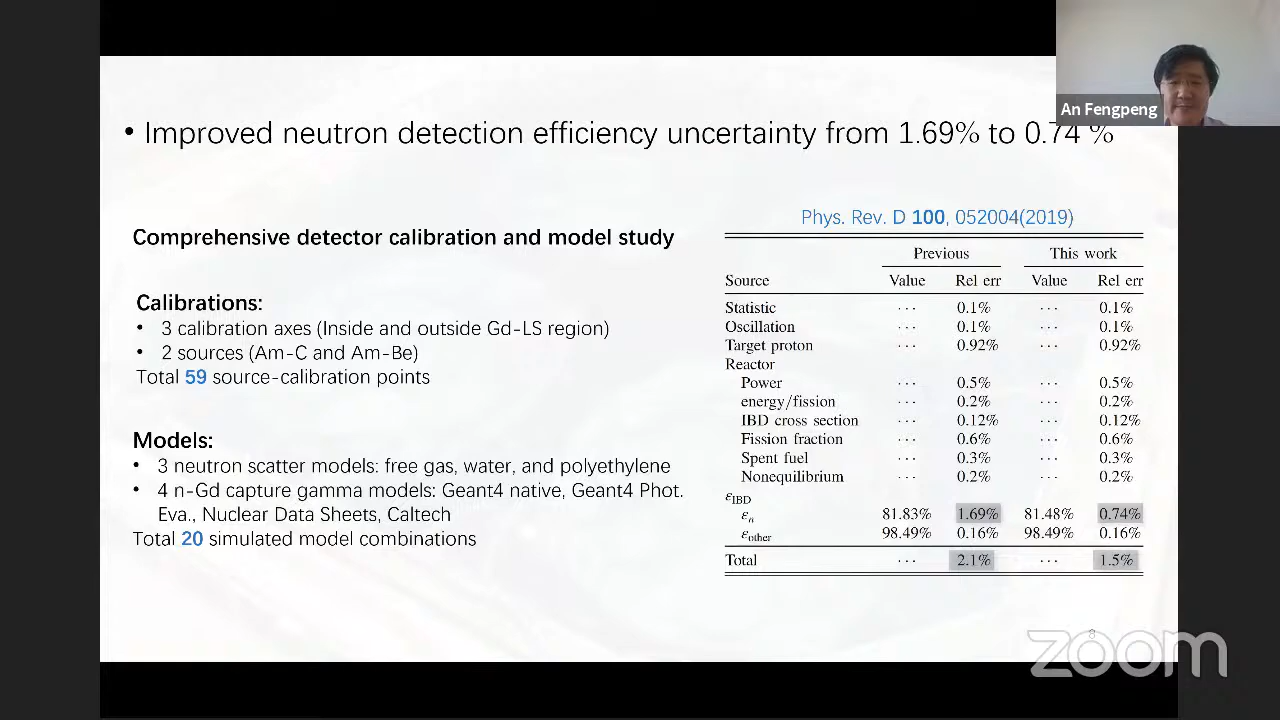 An Fengpeng
• Improved neutron detection efficiency uncertainty from 1.69% to 0.74 %
Comprehensive detector calibration and model study
Calibrations:
• 3 calibration axes (Inside and outside Gd-LS region)
• 2 sources (Am-C and Am-Be)
Total 59 source-calibration points
Models:
• 3 neutron scatter models: free gas, water, and polyethylene
• 4 n-Gd capture gamma models: Geant4 native, Geant4 Phot.
Eva., Nuclear Data Sheets, Caltech
Total 20 simulated model combinations
Phys. Rev. D 100, 052004(2019)
Previous This work
Source Value Rel err Value Rel err
Statistic ··· 0.1% ··· 0.1%
Oscillation ··· 0.1% ··· 0.1%
Target proton ··· 0.92% ··· 0.92%
Reactor
Power ··· 0.5% ··· 0.5%
energy/fission ··· 0.2% ··· 0.2%
IBD cross section ··· 0.12% ··· 0.12%
Fission fraction ··· 0.6% ··· 0.6%
Spent fuel ··· 0.3% ··· 0.3%
Nonequilibrium ··· 0.2% ··· 0.2%
εIBD
εn 81.83% 1.69% 81.48% 0.74%
εother 98.49% 0.16% 98.49% 0.16%
Total ··· 2.1% ··· 1.5%
8
zoom